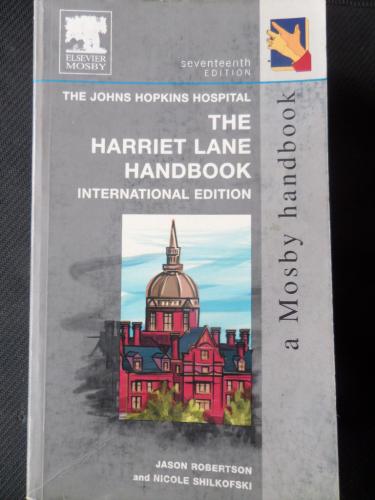 ELSEVIER
MOSBY
seventeenth
EDITION
THE JOHNS HOPKINS HOSPITAL
THE
HARRIET LANE
HANDBOOK
INTERNATIONAL EDITION
a Mosby handbook
JASON ROBERTSON
and NICOLE SHILKOFSKI